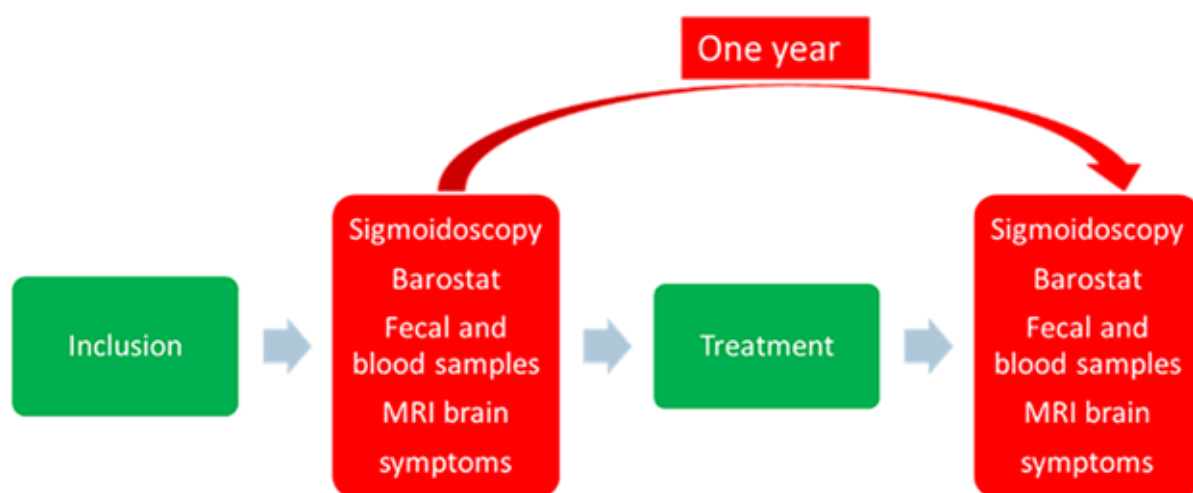 One year
Inclusion
Sigmoidoscopy
Barostat
Fecal and
blood samples
MRI brain
symptoms
Treatment
Sigmoidoscopy
Barostat
Fecal and
blood samples
MRI brain
symptoms